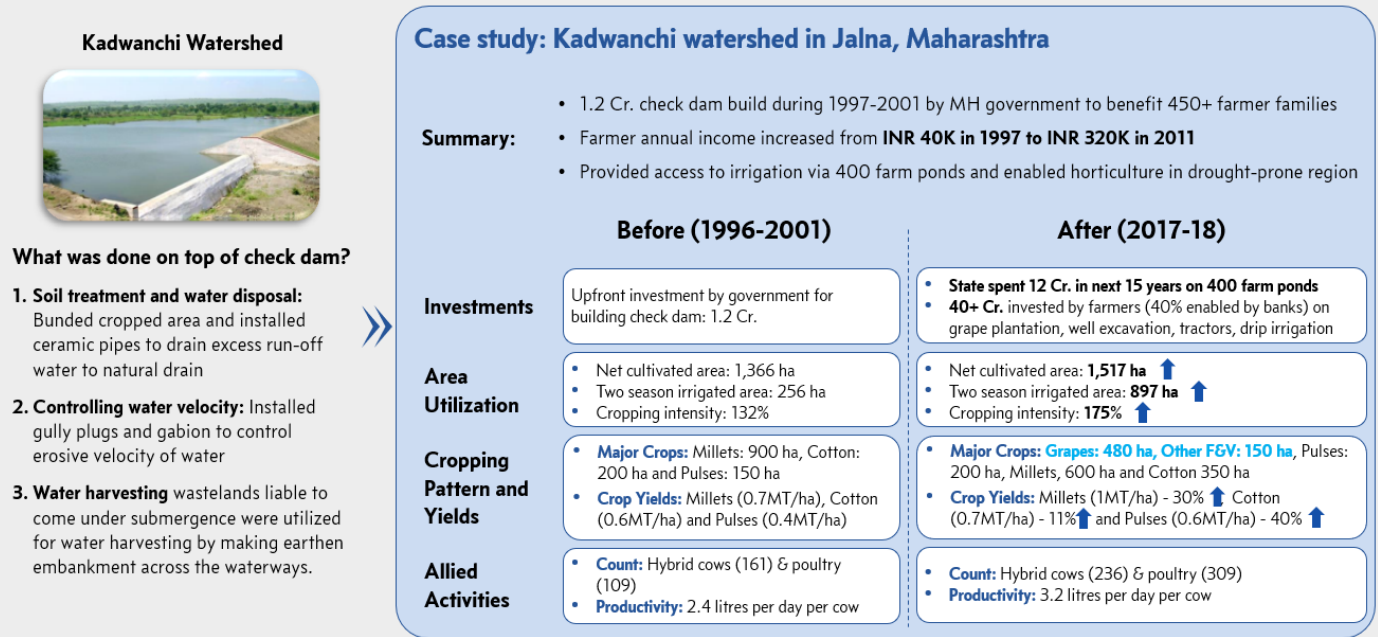 Kadwanchi Watershed
What was done on top of check dam?
1. Soil treatment and water disposal:
Bunded cropped area and installed
ceramic pipes to drain excess run-off
water to natural drain
2. Controlling water velocity: Installed
gully plugs and gabion to control
erosive velocity of water
3. Water harvesting wastelands liable to
come under submergence were utilized
for water harvesting by making earthen
embankment across the waterways.
Case study: Kadwanchi watershed in Jalna, Maharashtra
Summary:
• 1.2 Cr. check dam build during 1997-2001 by MH government to benefit 450+ farmer families
• Farmer annual income increased from INR 40K in 1997 to INR 320K in 2011
• Provided access to irrigation via 400 farm ponds and enabled horticulture in drought-prone region
Before (1996-2001)
After (2017-18)
Investments
Upfront investment by government for
building check dam: 1.2 Cr.
• State spent 12 Cr. in next 15 years on 400 farm ponds
• 40+ Cr. invested by farmers (40% enabled by banks) on
grape plantation, well excavation, tractors, drip irrigation
Area
Utilization
• Net cultivated area: 1,366 ha
• Two season irrigated area: 256 ha
• Cropping intensity: 132%
• Net cultivated area: 1,517 ha
• Two season irrigated area: 897 ha
• Cropping intensity: 175%
Cropping
Pattern and
Yields
• Major Crops: Millets: 900 ha, Cotton:
200 ha and Pulses: 150 ha
• Crop Yields: Millets (0.7MT/ha), Cotton
(0.6MT/ha) and Pulses (0.4MT/ha)
• Major Crops: Grapes: 480 ha, Other F&V: 150 ha, Pulses:
200 ha, Millets, 600 ha and Cotton 350 ha
• Crop Yields: Millets (1MT/ha) - 30% Cotton
(0.7MT/ha) - 11% and Pulses (0.6MT/ha) - 40%
Allied
Activities
• Count: Hybrid cows (161) & poultry
(109)
• Productivity: 2.4 litres per day per cow
• Count: Hybrid cows (236) & poultry (309)
• Productivity: 3.2 litres per day per cow